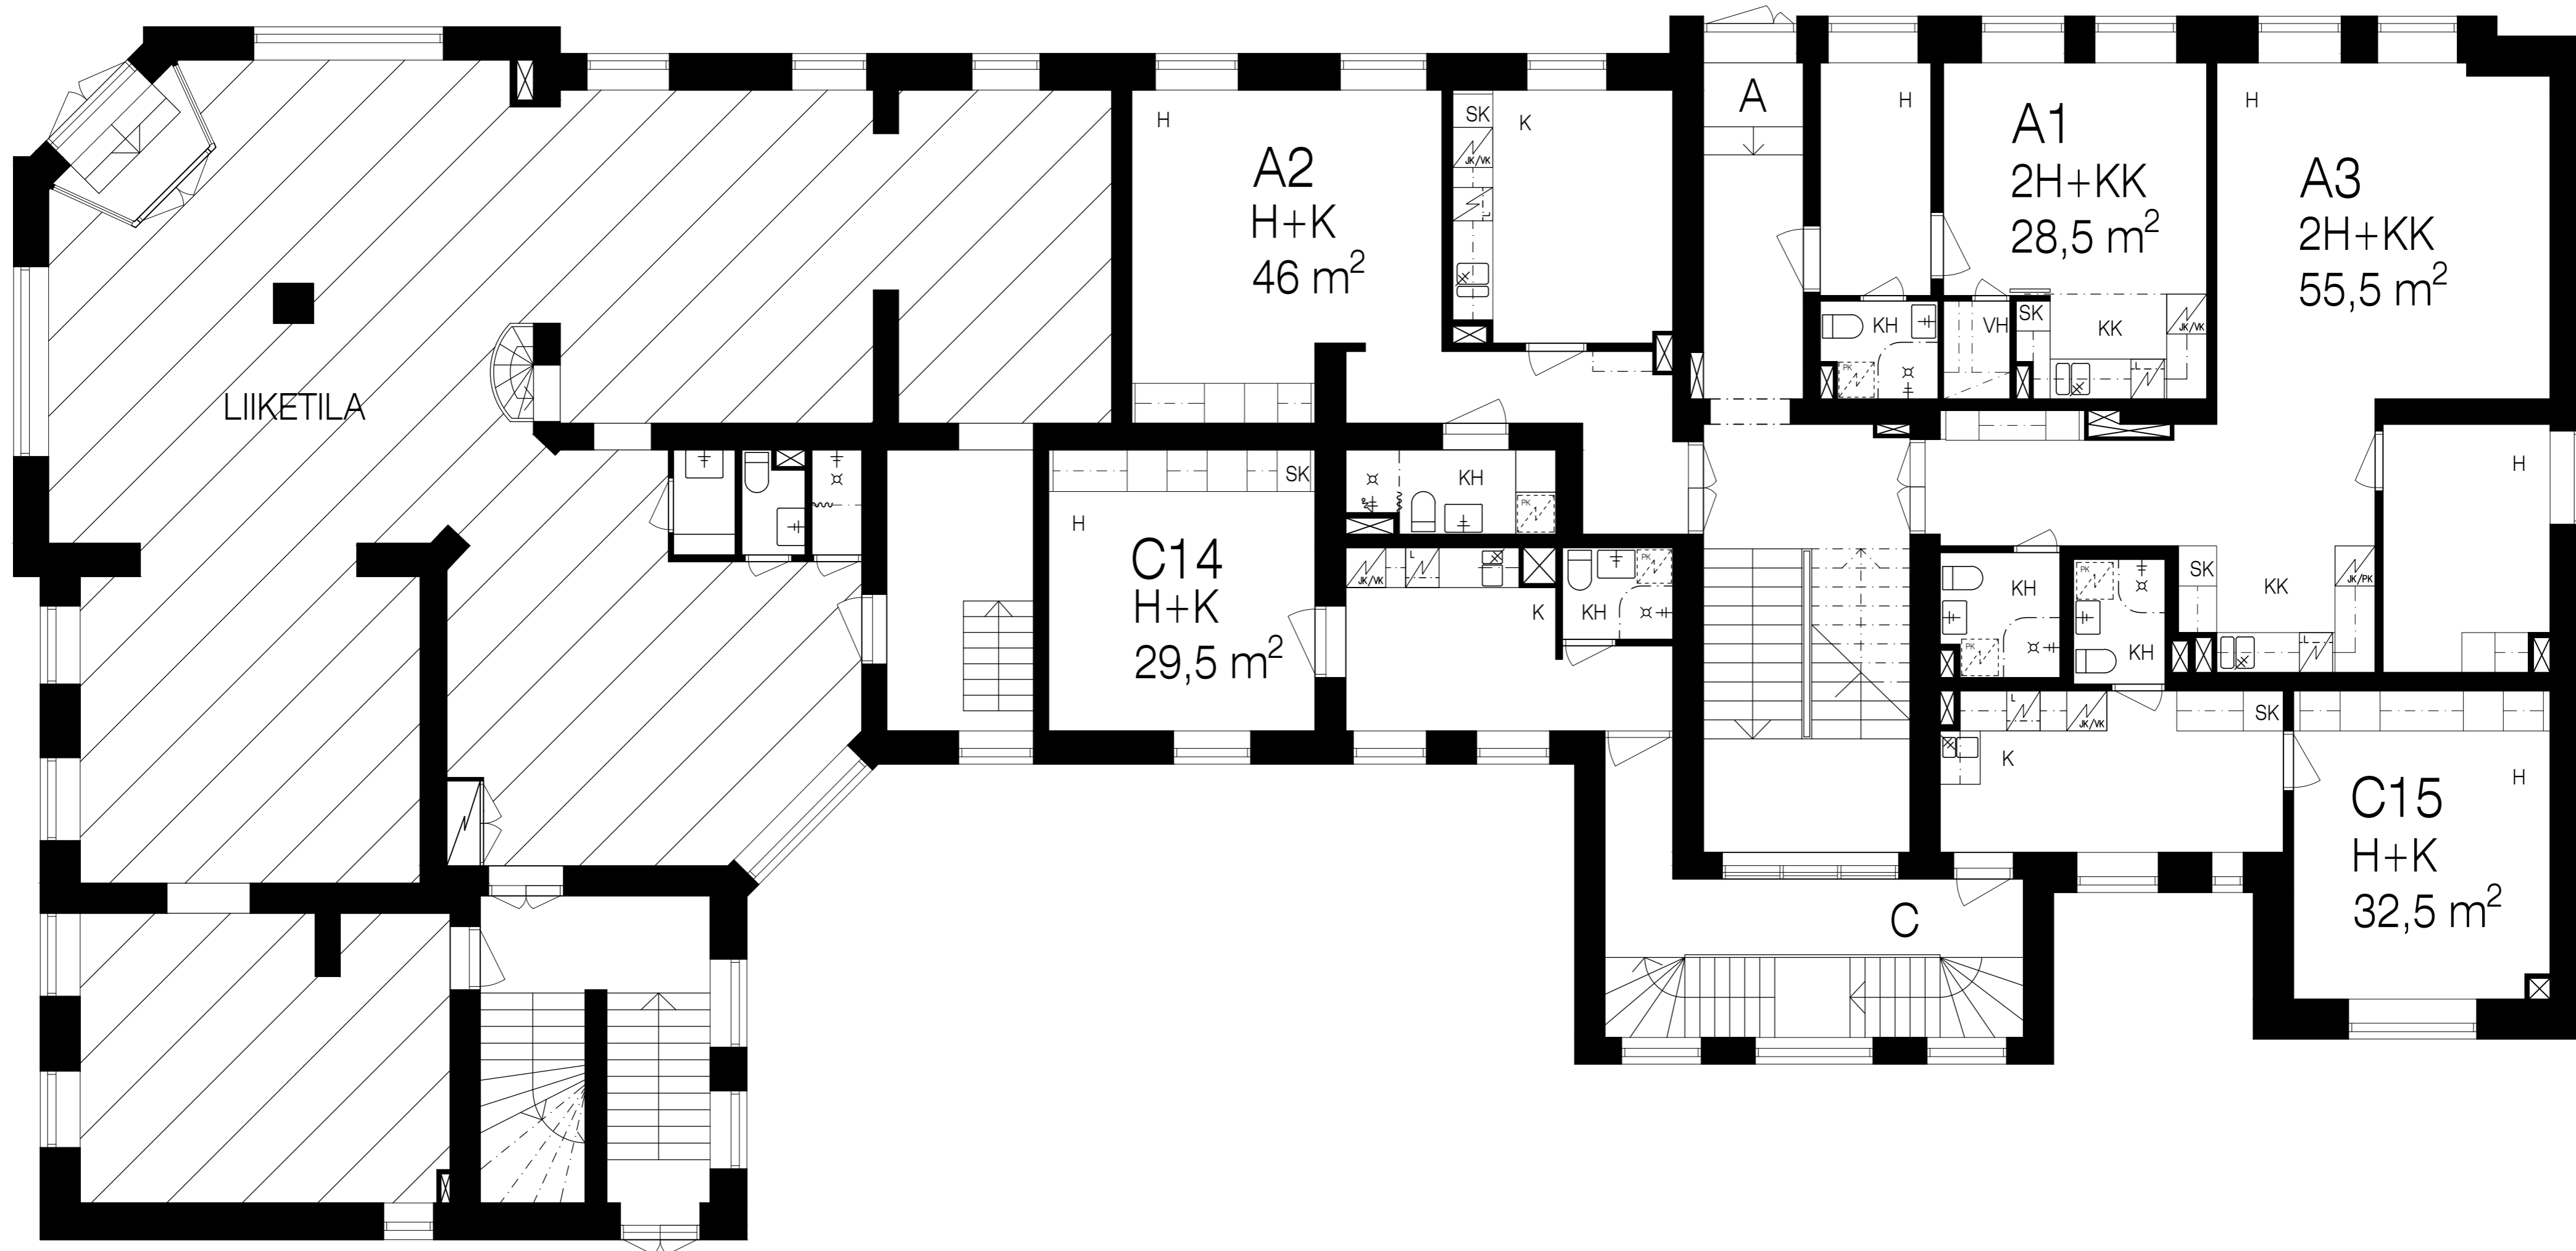 LIIKETILA
H
A2
H+K
46 m²
SK
JK/VK
L
K
A
H
A1
2H+KK
28,5 m²
KH
PK
VH
SK
KK
JK/VK
L
H
A3
2H+KK
55,5 m²
H
SK
H
C14
H+K
29,5 m²
KH
PK
JK/VK
L
K
KH
PK
KH
PK
PK
KH
SK
KK
JK/PK
L
H
L
JK/VK
SK
K
H
C15
H+K
32,5 m²
C